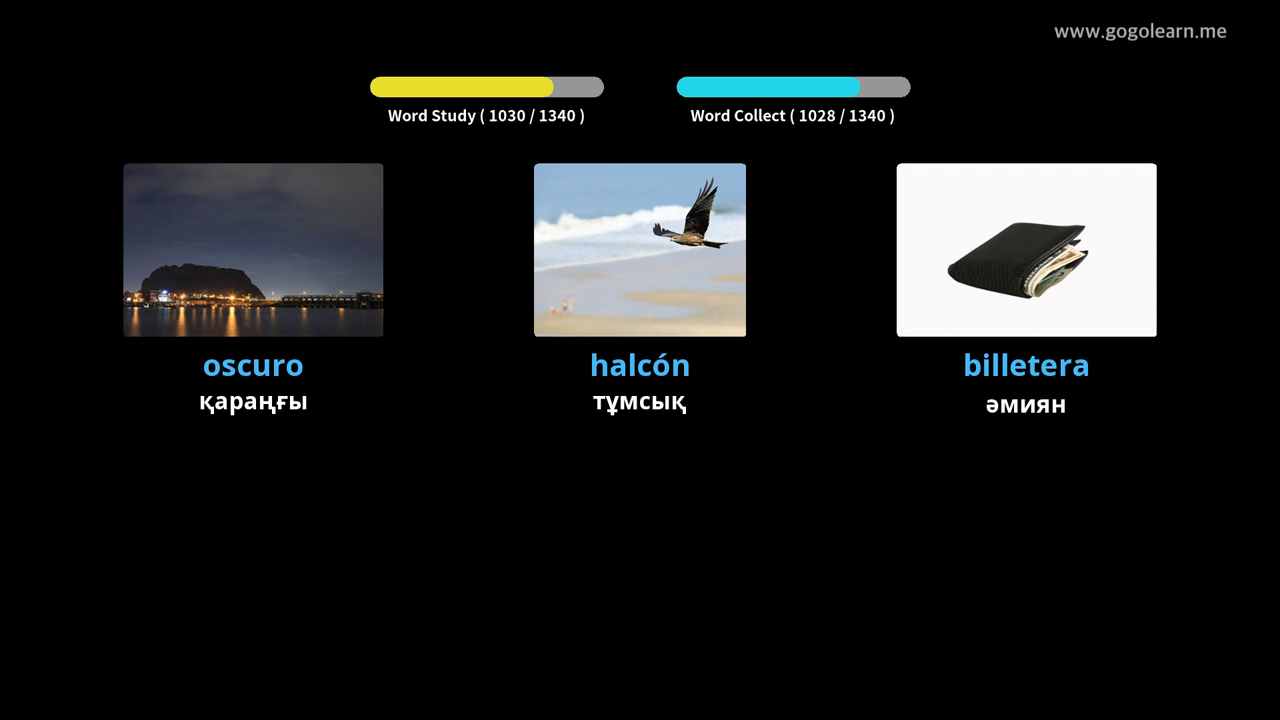 www.gogolearn.me
Word Study ( 1030 / 1340 )
Word Collect ( 1028 / 1340 )
oscuro
қараңғы
halcón
тұмсық
billetera
әмиян